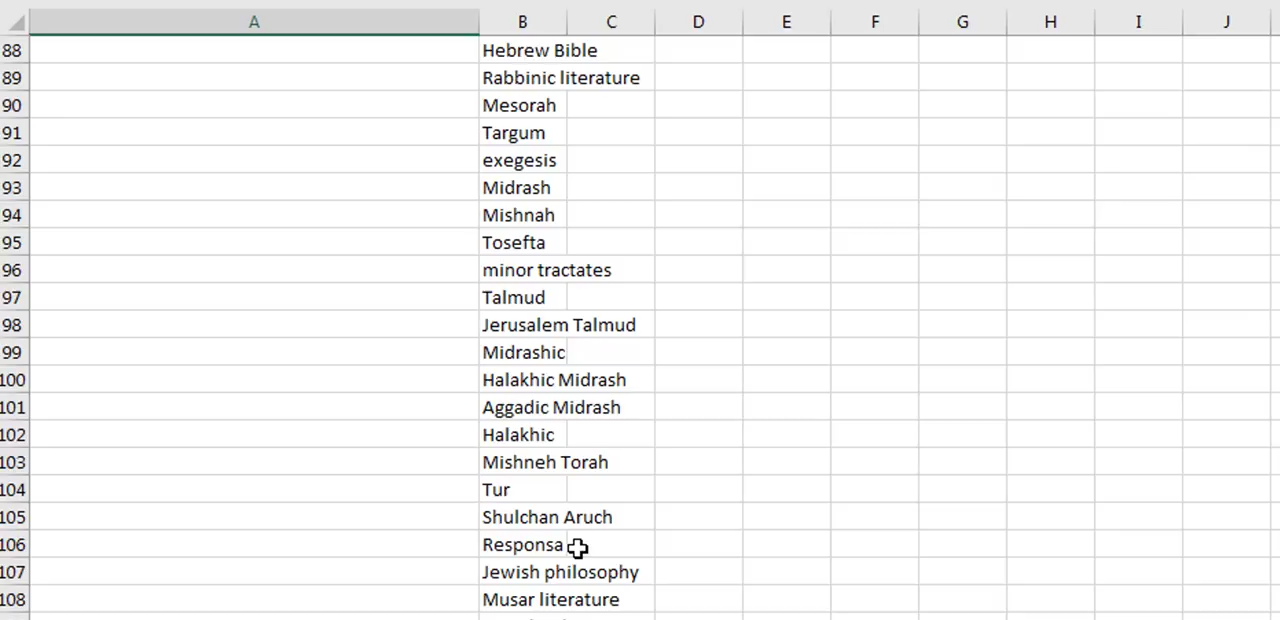 A B C D E F G H I J
88 Hebrew Bible
89 Rabbinic literature
90 Mesorah
91 Targum
92 exegesis
93 Midrash
94 Mishnah
95 Tosefta
96 minor tractates
97 Talmud
98 Jerusalem Talmud
99 Midrashic
100 Halakhic Midrash
101 Aggadic Midrash
102 Halakhic
103 Mishneh Torah
104 Tur
105 Shulchan Aruch
106 Responsa
107 Jewish philosophy
108 Musar literature